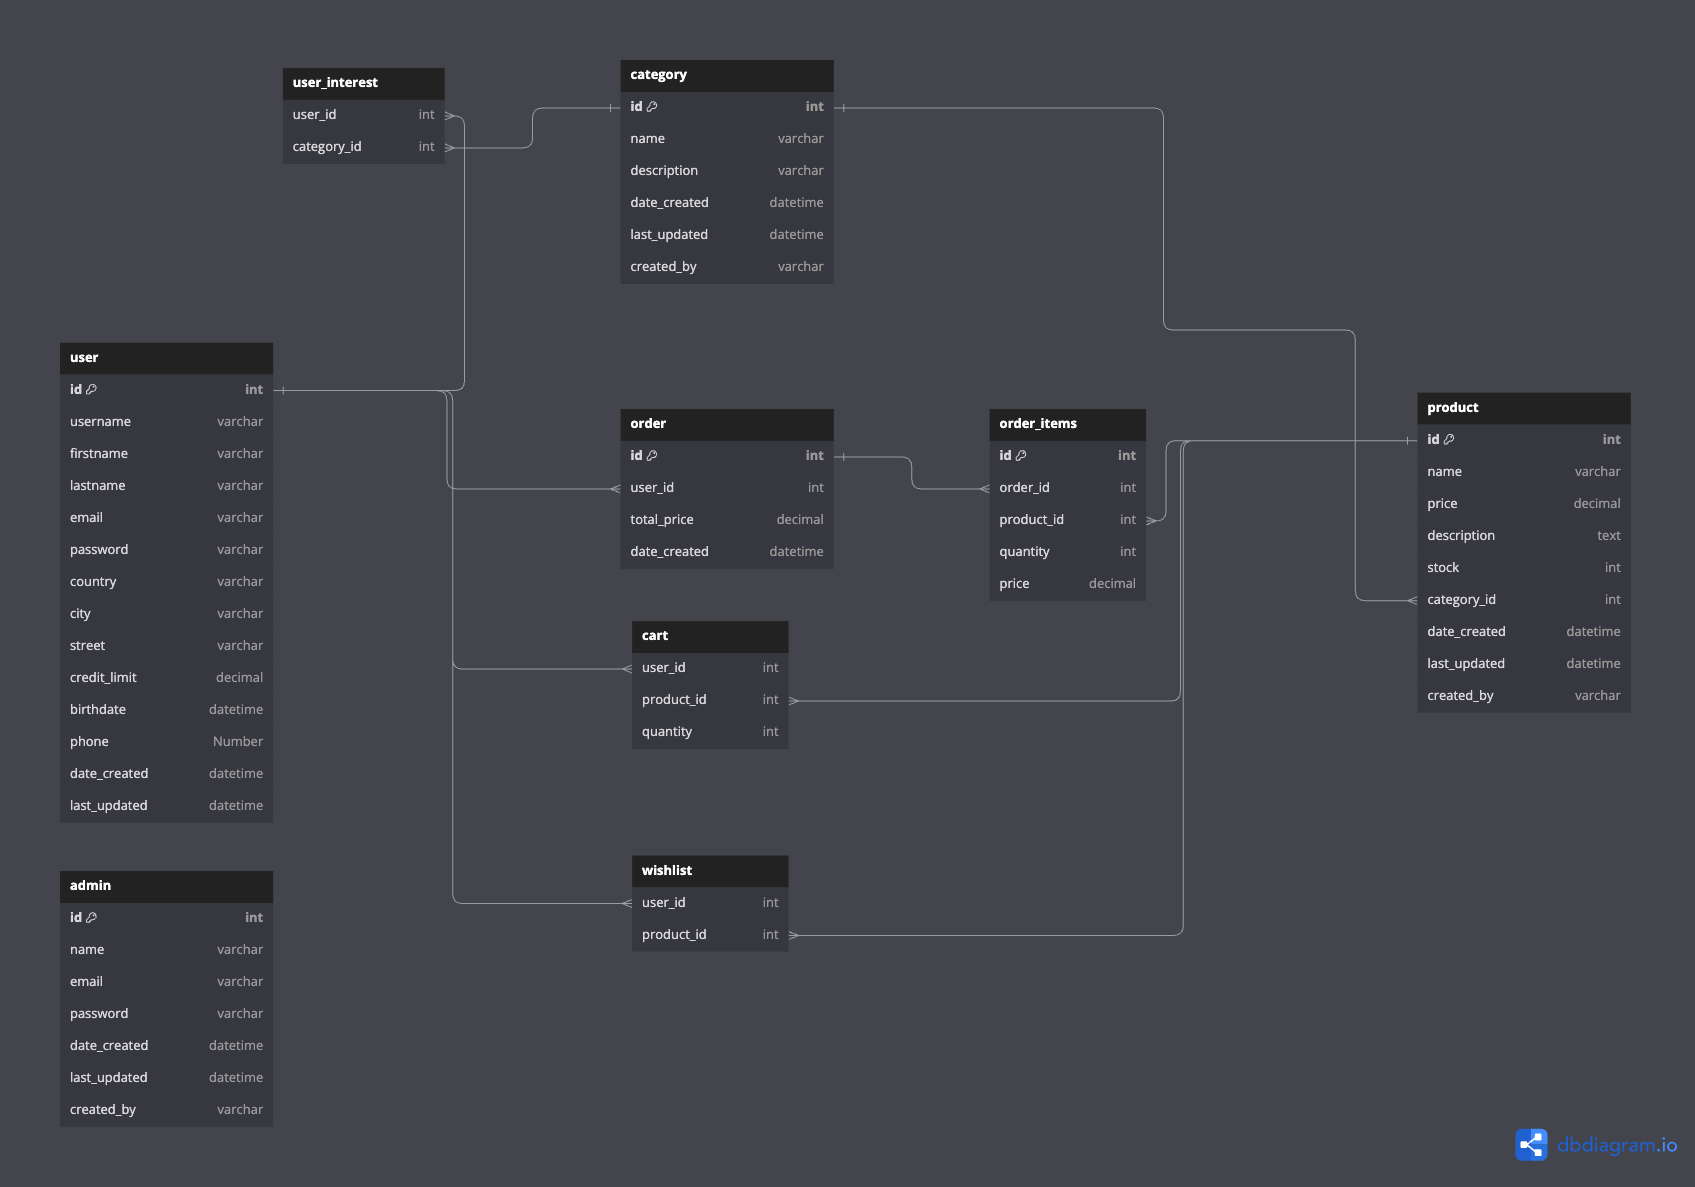 user_interest
user_id int
category_id int
category
id int
name varchar
description varchar
date_created datetime
last_updated datetime
created_by varchar
user
id int
username varchar
firstname varchar
lastname varchar
email varchar
password varchar
country varchar
city varchar
street varchar
credit_limit decimal
birthdate datetime
phone Number
date_created datetime
last_updated datetime
order
id int
user_id int
total_price decimal
date_created datetime
order_items
id int
order_id int
product_id int
quantity int
price decimal
product
id int
name varchar
price decimal
description text
stock int
category_id int
date_created datetime
last_updated datetime
created_by varchar
cart
user_id int
product_id int
quantity int
wishlist
user_id int
product_id int
admin
id int
name varchar
email varchar
password varchar
date_created datetime
last_updated datetime
created_by varchar
dbdiagram.io